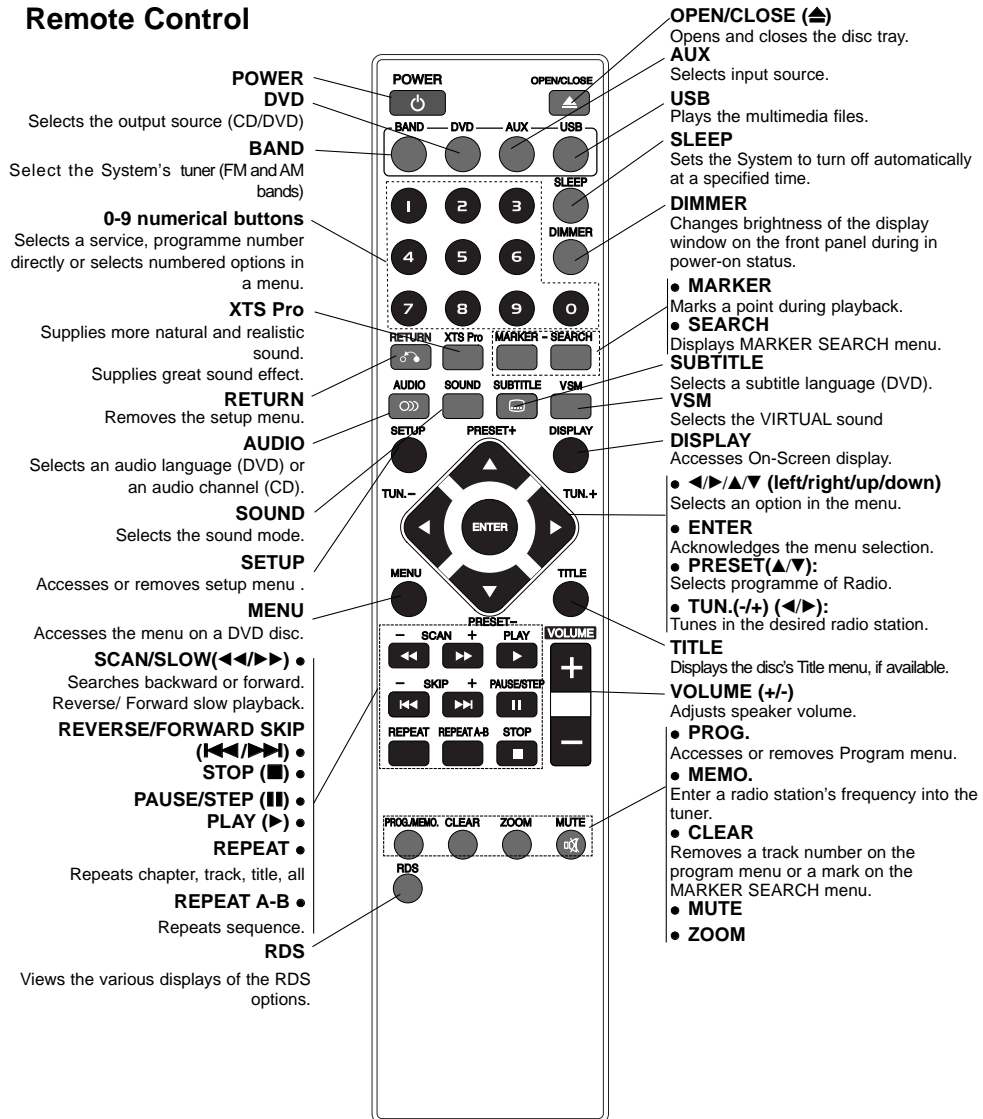 Remote Control
POWER
DVD
Selects the output source (CD/DVD)
BAND
Select the System's tuner (FM and AM
bands)
0-9 numerical buttons
Selects a service, programme number
directly or selects numbered options in
a menu.
XTS Pro
Supplies more natural and realistic
sound.
Supplies great sound effect.
RETURN
Removes the setup menu.
AUDIO
Selects an audio language (DVD) or
an audio channel (CD).
SOUND
Selects the sound mode.
SETUP
Accesses or removes setup menu .
MENU
Accesses the menu on a DVD disc.
SCAN/SLOW(◀◀/▶▶) ●
Searches backward or forward.
Reverse/ Forward slow playback.
REVERSE/FORWARD SKIP
(|◀◀/▶▶|) ●
STOP (■) ●
PAUSE/STEP (❚❚) ●
PLAY (▶) ●
REPEAT ●
Repeats chapter, track, title, all
REPEAT A-B ●
Repeats sequence.
RDS
Views the various displays of the RDS
options.
POWER OPEN/CLOSE
BAND DVD AUX USB
SLEEP
1 2 3
DIMMER
4 5 6
7 8 9 0
RETURN XTS Pro MARKER - SEARCH
AUDIO SOUND SUBTITLE VSM
SETUP PRESET+ DISPLAY
TUN.- TUN.+
ENTER
MENU TITLE
PRESET-
- SCAN + PLAY VOLUME
+
- SKIP + PAUSE/STEP
REPEAT REPEAT A-B STOP
-
PROG./MEMO. CLEAR ZOOM MUTE
RDS
OPEN/CLOSE (⏏)
Opens and closes the disc tray.
AUX
Selects input source.
USB
Plays the multimedia files.
SLEEP
Sets the System to turn off automatically
at a specified time.
DIMMER
Changes brightness of the display
window on the front panel during in
power-on status.
● MARKER
Marks a point during playback.
● SEARCH
Displays MARKER SEARCH menu.
SUBTITLE
Selects a subtitle language (DVD).
VSM
Selects the VIRTUAL sound
DISPLAY
Accesses On-Screen display.
● ◀/▶/▲/▼ (left/right/up/down)
Selects an option in the menu.
● ENTER
Acknowledges the menu selection.
● PRESET(▲/▼):
Selects programme of Radio.
● TUN.(-/+) (◀/▶):
Tunes in the desired radio station.
TITLE
Displays the disc's Title menu, if available.
VOLUME (+/-)
Adjusts speaker volume.
● PROG.
Accesses or removes Program menu.
● MEMO.
Enter a radio station's frequency into the
tuner.
● CLEAR
Removes a track number on the
program menu or a mark on the
MARKER SEARCH menu.
● MUTE
● ZOOM